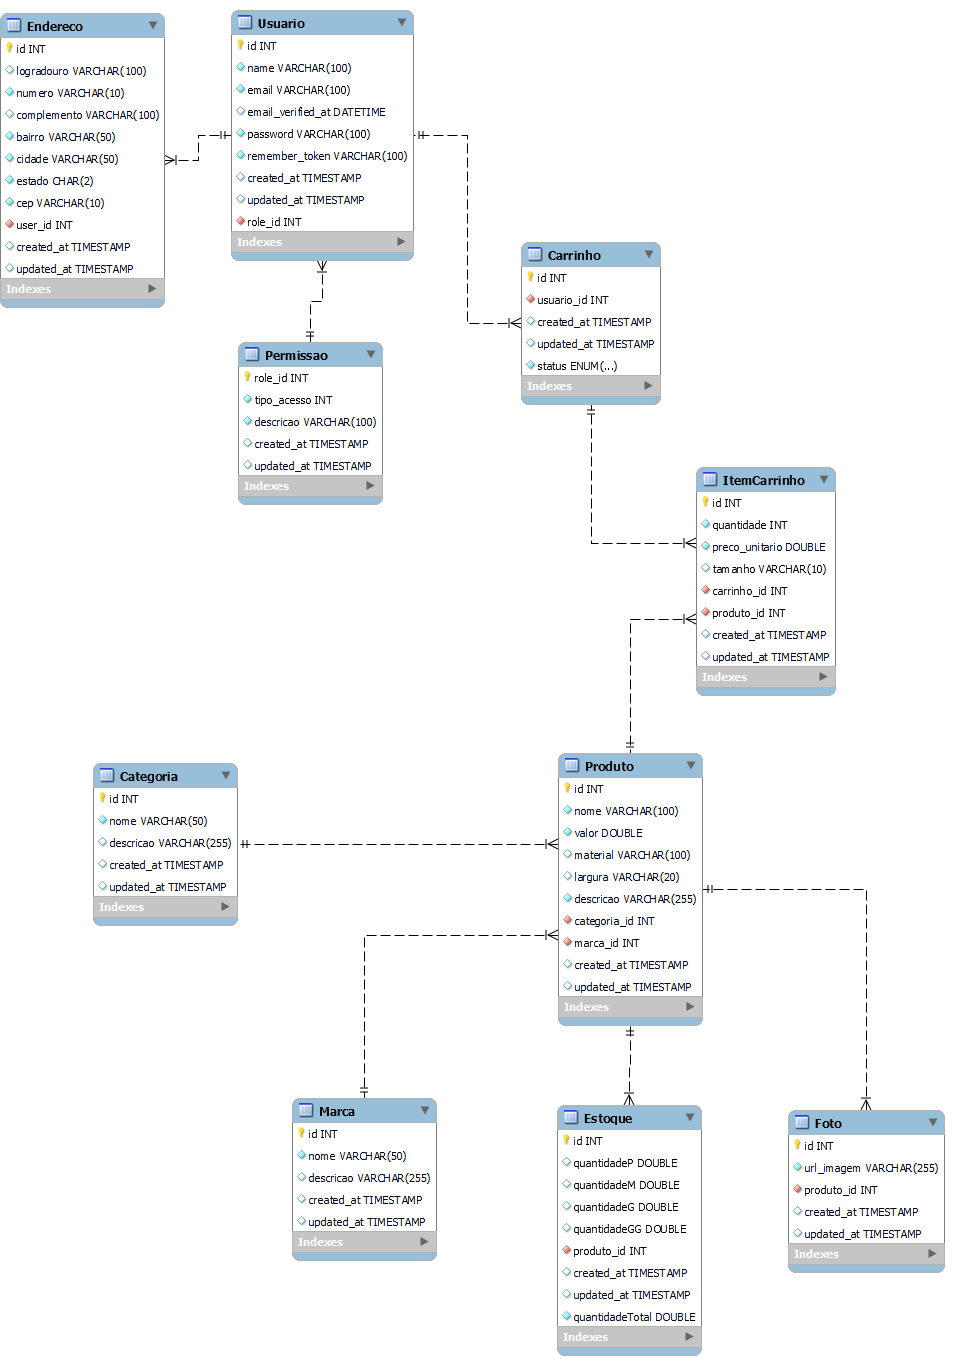 Endereco
id INT
logradouro VARCHAR(100)
numero VARCHAR(10)
complemento VARCHAR(100)
bairro VARCHAR(50)
cidade VARCHAR(50)
estado CHAR(2)
cep VARCHAR(10)
user_id INT
created_at TIMESTAMP
updated_at TIMESTAMP
Indexes
Usuario
id INT
name VARCHAR(100)
email VARCHAR(100)
email_verified_at DATETIME
password VARCHAR(100)
remember_token VARCHAR(100)
created_at TIMESTAMP
updated_at TIMESTAMP
role_id INT
Indexes
Carrinho
id INT
usuario_id INT
created_at TIMESTAMP
updated_at TIMESTAMP
status ENUM(...)
Indexes
Permissao
role_id INT
tipo_acesso INT
descricao VARCHAR(100)
created_at TIMESTAMP
updated_at TIMESTAMP
Indexes
ItemCarrinho
id INT
quantidade INT
preco_unitario DOUBLE
tamanho VARCHAR(10)
carrinho_id INT
produto_id INT
created_at TIMESTAMP
updated_at TIMESTAMP
Indexes
Categoria
id INT
nome VARCHAR(50)
descricao VARCHAR(255)
created_at TIMESTAMP
updated_at TIMESTAMP
Indexes
Produto
id INT
nome VARCHAR(100)
valor DOUBLE
material VARCHAR(100)
largura VARCHAR(20)
descricao VARCHAR(255)
categoria_id INT
marca_id INT
created_at TIMESTAMP
updated_at TIMESTAMP
Indexes
Marca
id INT
nome VARCHAR(50)
descricao VARCHAR(255)
created_at TIMESTAMP
updated_at TIMESTAMP
Indexes
Estoque
id INT
quantidadeP DOUBLE
quantidadeM DOUBLE
quantidadeG DOUBLE
quantidadeGG DOUBLE
produto_id INT
created_at TIMESTAMP
updated_at TIMESTAMP
quantidadeTotal DOUBLE
Indexes
Foto
id INT
url_imagem VARCHAR(255)
produto_id INT
created_at TIMESTAMP
updated_at TIMESTAMP
Indexes